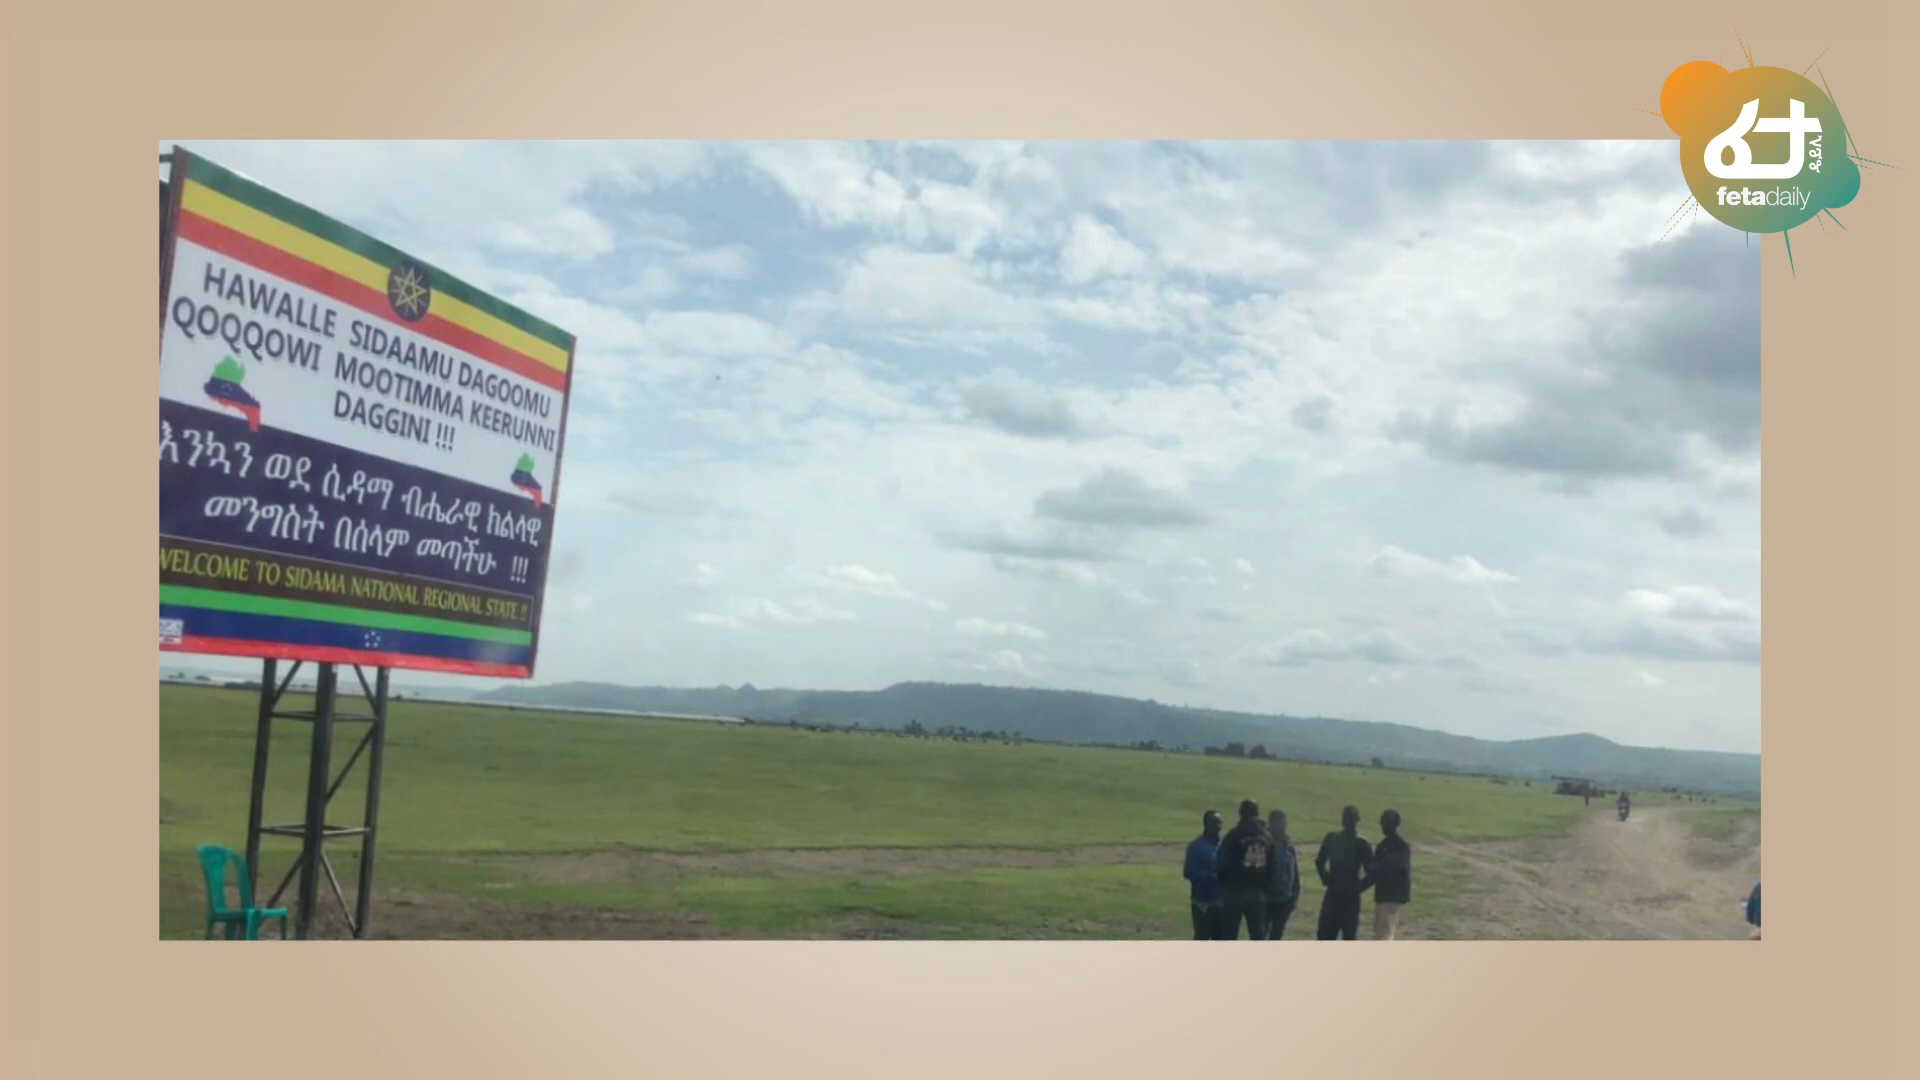 HAWALLE SIDAAMU DAGOOMU
QOQQOWI MOOTIMMA KEERUNNI
DAGGINI !!!
እንኳን ወደ ሲዳማ ብሔራዊ ክልላዊ
መንግስት በሰላም መጣችሁ !!!
WELCOME TO SIDAMA NATIONAL REGIONAL STATE !!
ፈታ
ዴይሊ
fetadaily